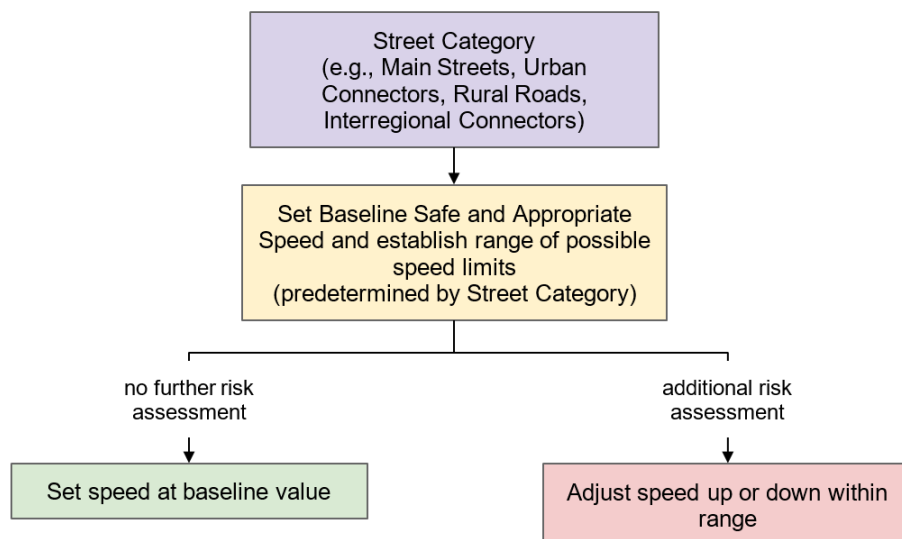 Street Category
(e.g., Main Streets, Urban
Connectors, Rural Roads,
Interregional Connectors)
Set Baseline Safe and Appropriate
Speed and establish range of possible
speed limits
(predetermined by Street Category)
no further risk
assessment
additional risk
assessment
Set speed at baseline value
Adjust speed up or down within
range